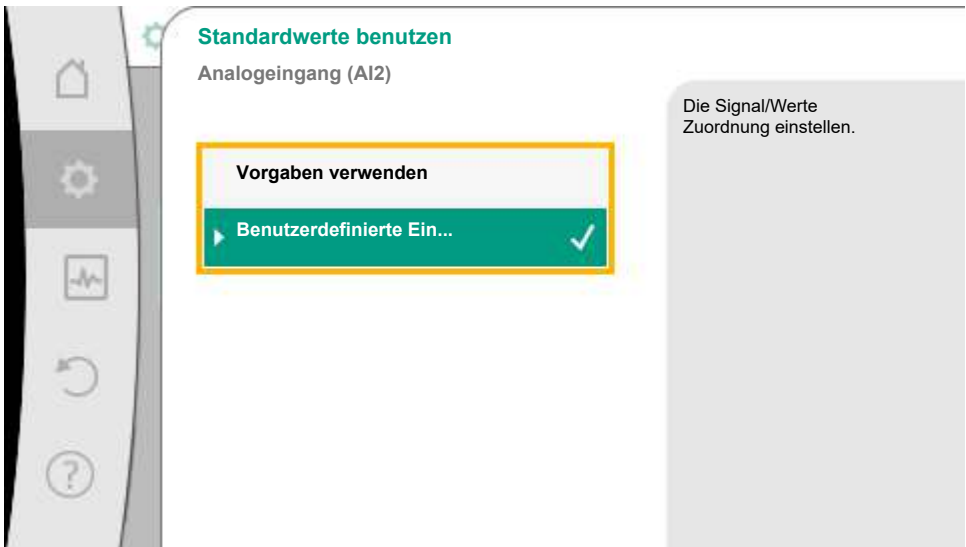 Standardwerte benutzen
Analogeingang (AI2)
Die Signal/Werte
Zuordnung einstellen.
Vorgaben verwenden
Benutzerdefinierte Ein...
?